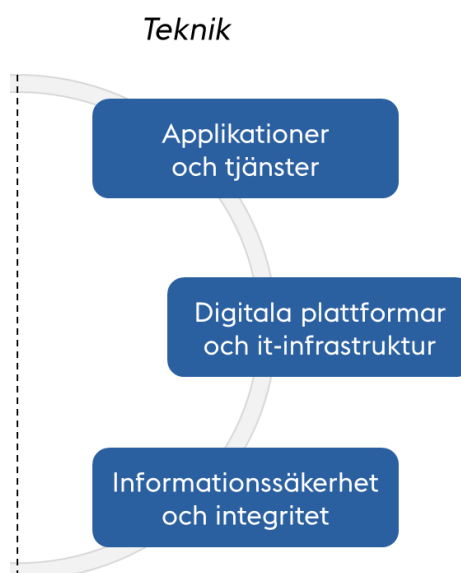 Teknik
Applikationer
och tjänster
Digitala plattformar
och it-infrastruktur
Informationssäkerhet
och integritet